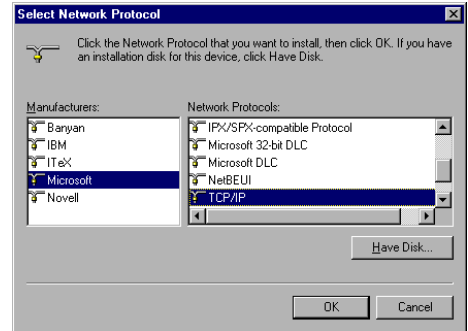 Select Network Protocol
Click the Network Protocol that you want to install, then click OK. If you have
an installation disk for this device, click Have Disk.
Manufacturers:
Banyan
IBM
ITeX
Microsoft
Novell
Network Protocols:
IPX/SPX-compatible Protocol
Microsoft 32-bit DLC
Microsoft DLC
NetBEUI
TCP/IP
Have Disk...
OK
Cancel